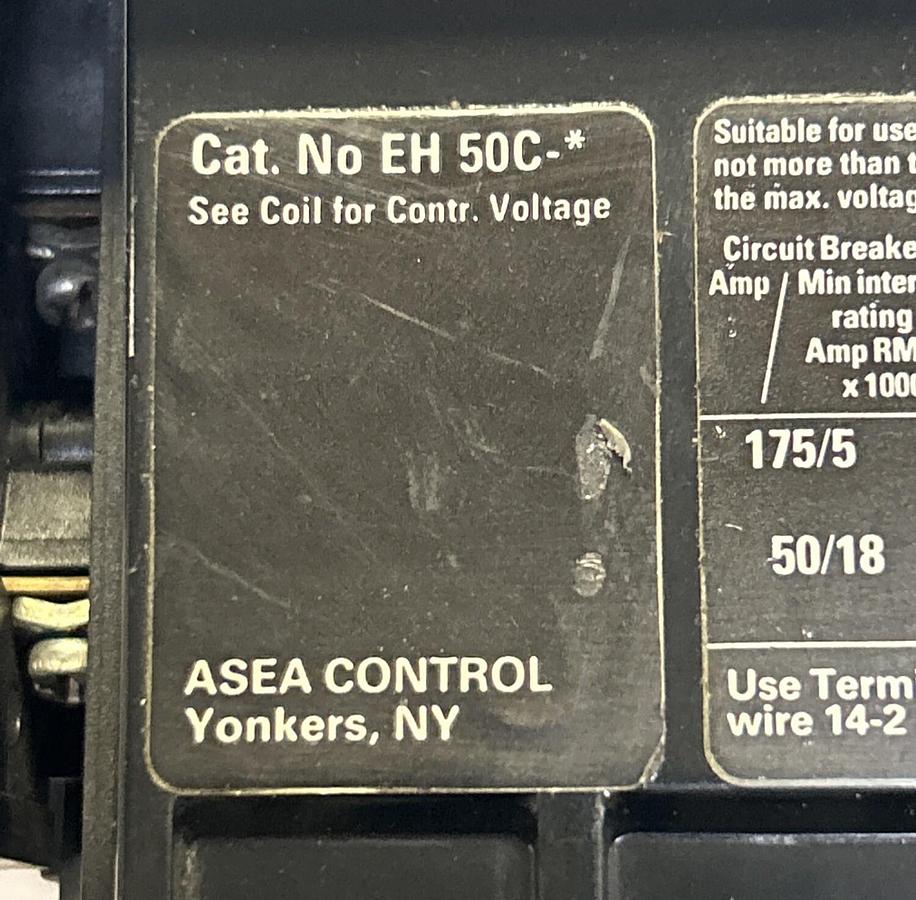 Cat. No EH 50C-*
See Coil for Contr. Voltage
ASEA CONTROL
Yonkers, NY
Suitable for use
not more than
the max. voltag
Circuit Breake
Amp / Min inter
rating
Amp RM
x 1000
175/5
50/18
Use Termi
wire 14-2